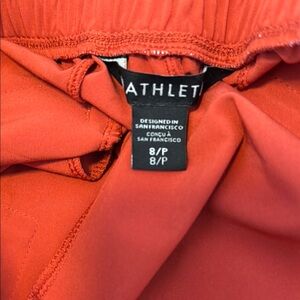 ATHLET
DESIGNED IN
SAN FRANCISCO
CONÇU À
SAN FRANCISCO
8/P
8/P